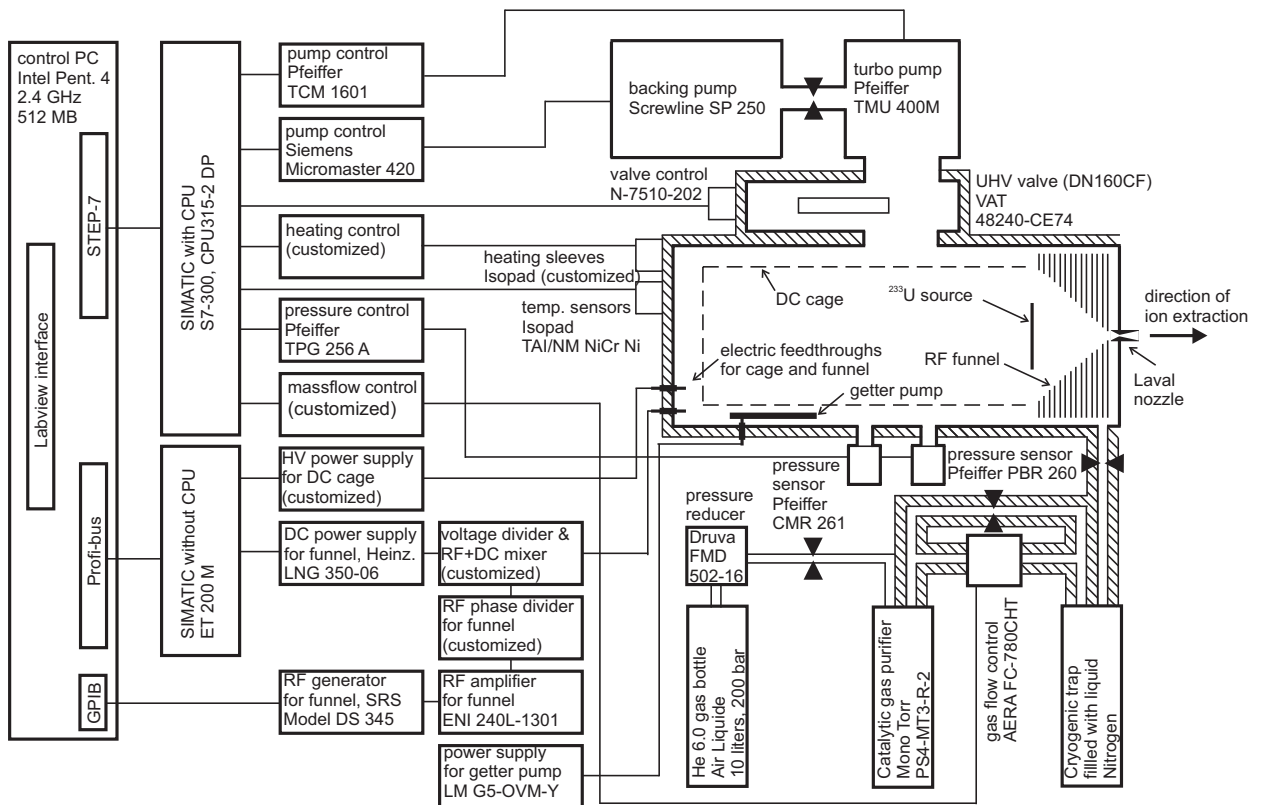 control PC
Intel Pent. 4
2.4 GHz
512 MB
STEP-7
Labview interface
Profi-bus
GPIB
SIMATIC with CPU
S7-300, CPU315-2 DP
SIMATIC without CPU
ET 200 M
pump control
Pfeiffer
TCM 1601
pump control
Siemens
Micromaster 420
heating control
(customized)
pressure control
Pfeiffer
TPG 256 A
massflow control
(customized)
HV power supply
for DC cage
(customized)
DC power supply
for funnel, Heinz.
LNG 350-06
RF generator
for funnel, SRS
Model DS 345
voltage divider &
RF+DC mixer
(customized)
RF phase divider
for funnel
(customized)
RF amplifier
for funnel
ENI 240L-1301
power supply
for getter pump
LM G5-OVM-Y
backing pump
Screwline SP 250
turbo pump
Pfeiffer
TMU 400M
valve control
N-7510-202
UHV valve (DN160CF)
VAT
48240-CE74
heating sleeves
Isopad (customized)
temp. sensors
Isopad
TAI/NM NiCr Ni
DC cage
233U source
RF funnel
electric feedthroughs
for cage and funnel
getter pump
direction of
ion extraction
Laval
nozzle
pressure
sensor
Pfeiffer
CMR 261
pressure sensor
Pfeiffer PBR 260
pressure
reducer
Druva
FMD
502-16
He 6.0 gas bottle
Air Liquide
10 liters, 200 bar
Catalytic gas purifier
Mono Torr
PS4-MT3-R-2
gas flow control
AERA FC-780CHT
Cryogenic trap
fillled with liquid
Nitrogen